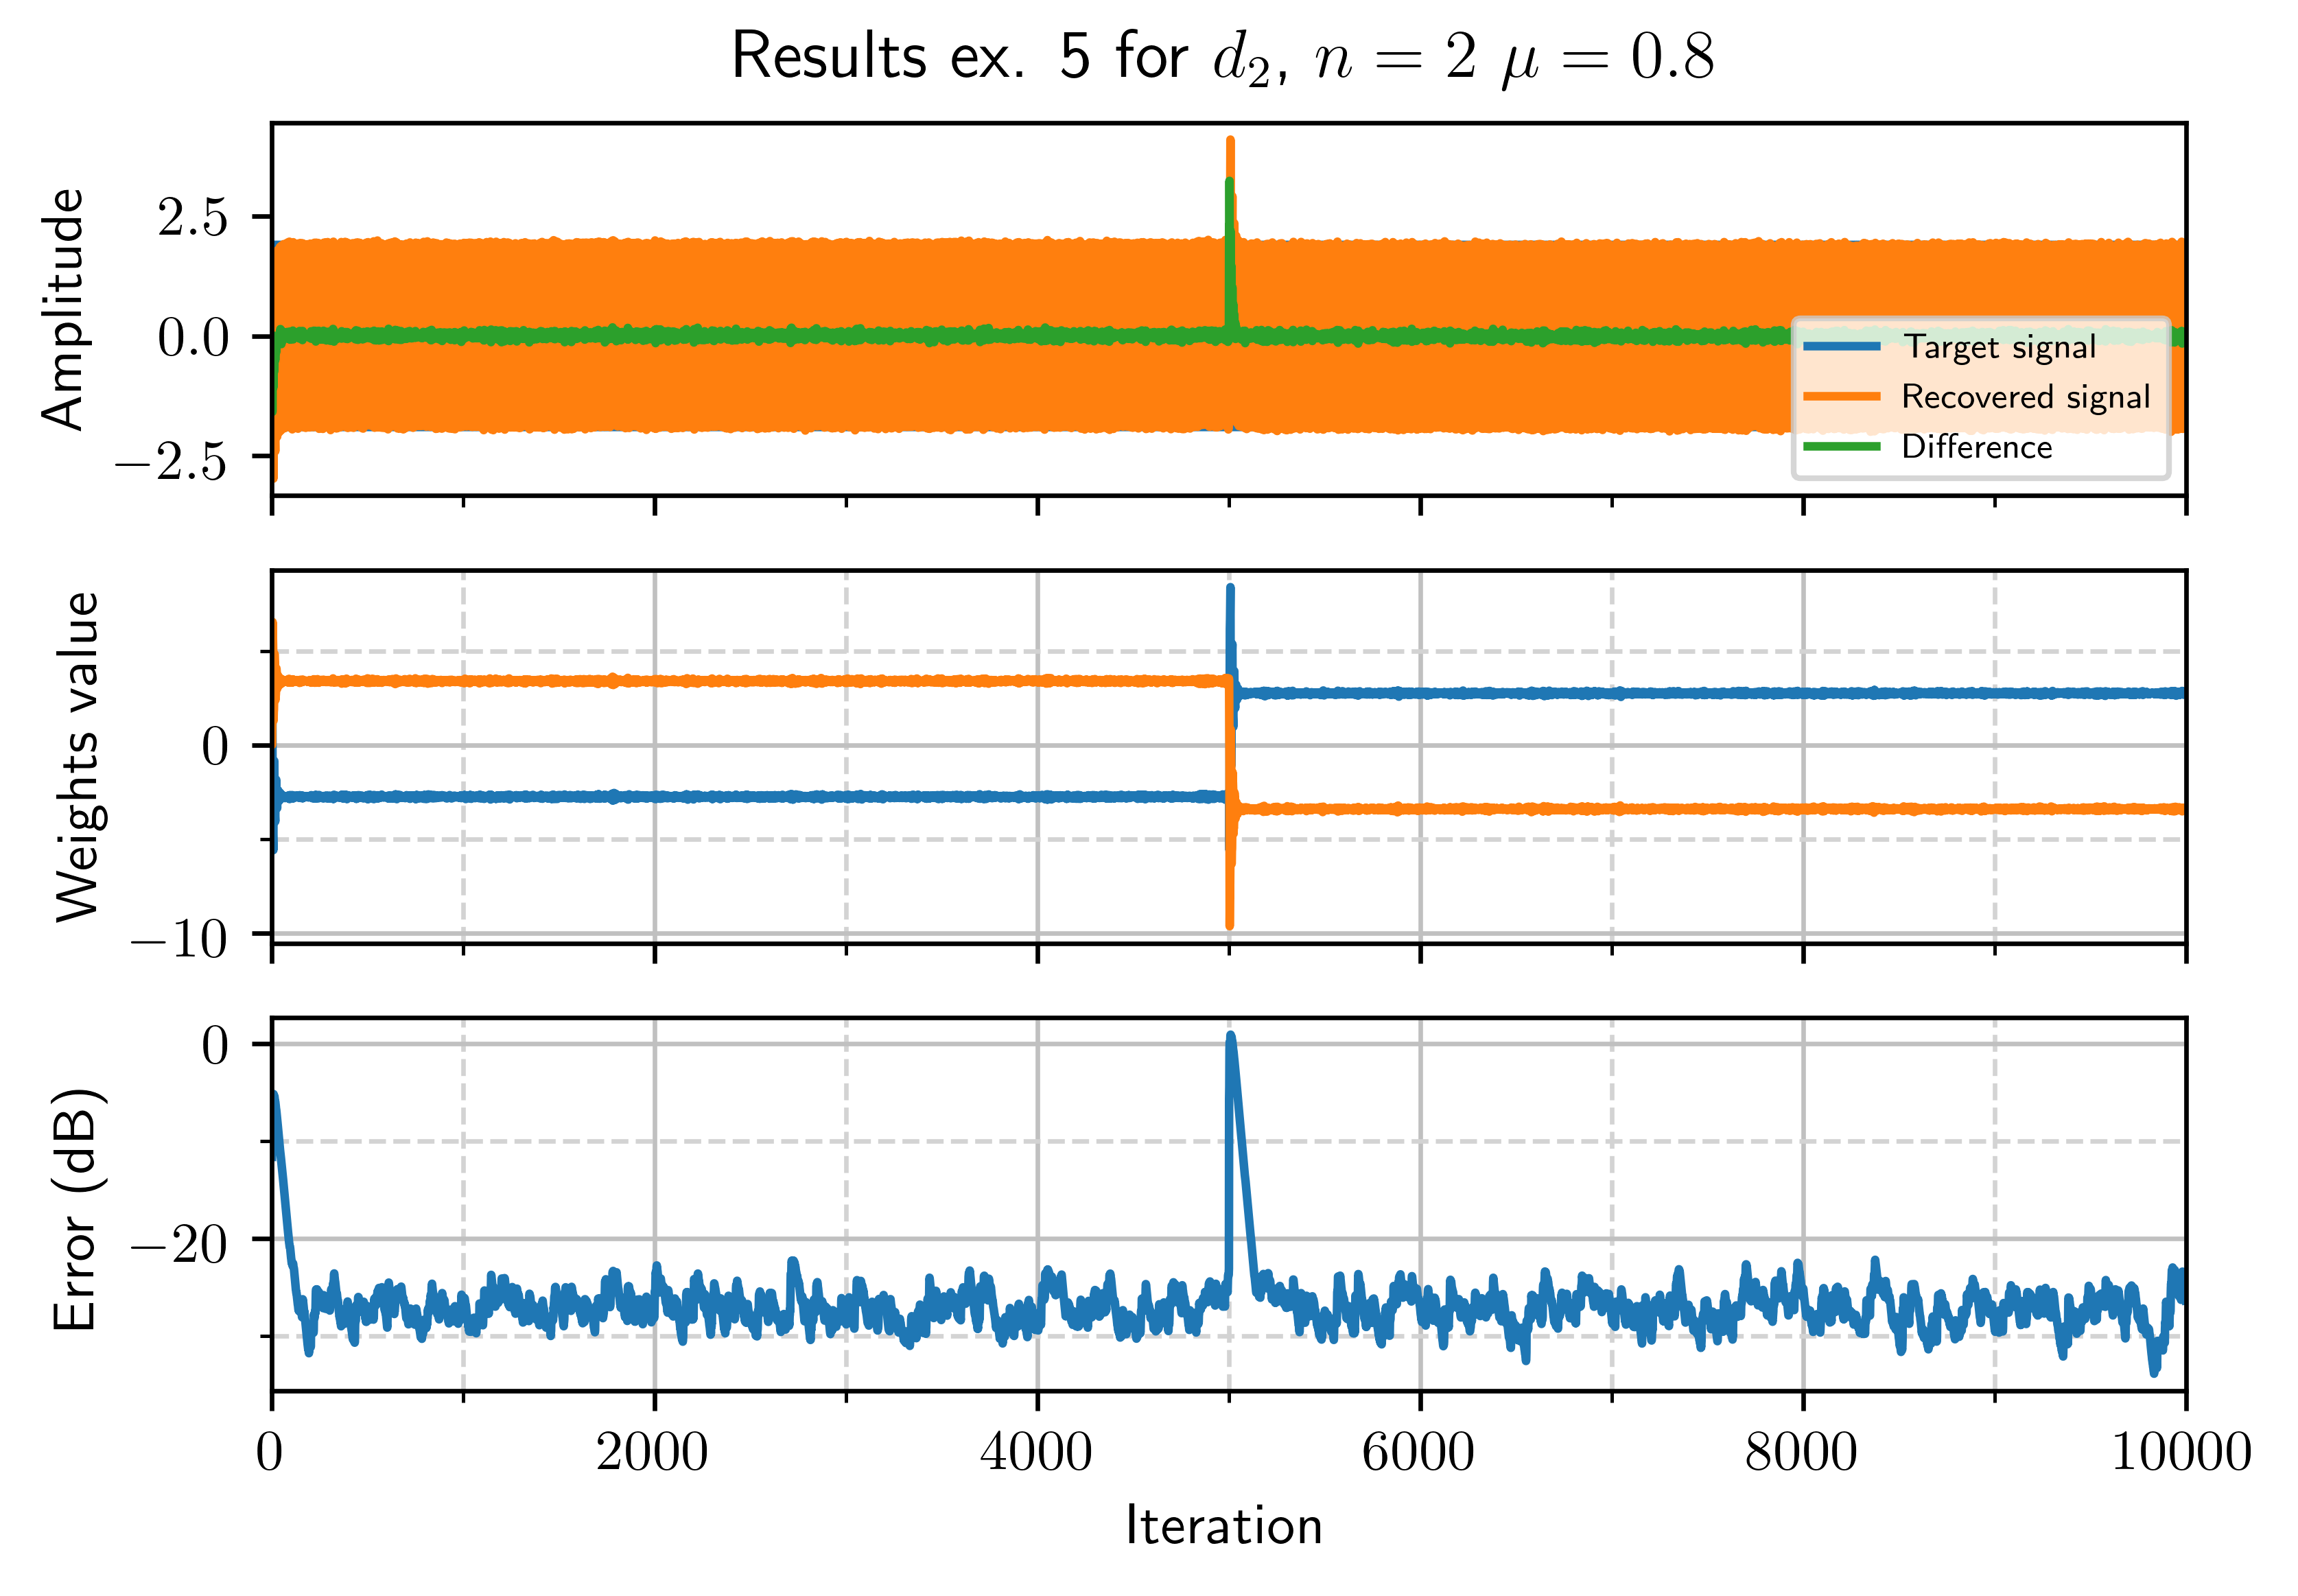 Results ex. 5 for d₂, n = 2 μ = 0.8
Amplitude
2.5
0.0
−2.5
Target signal
Recovered signal
Difference
Weights value
0
−10
Error (dB)
0
−20
0 2000 4000 6000 8000 10000
Iteration